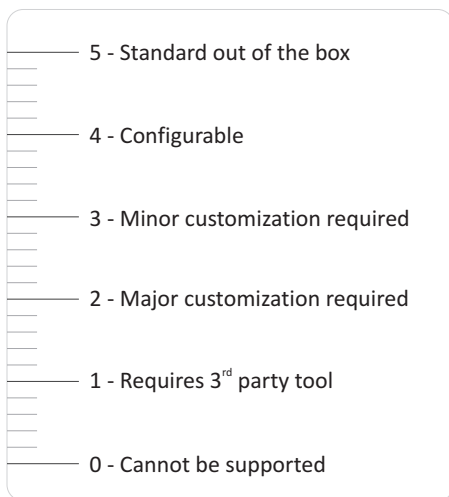 5 - Standard out of the box
4 - Configurable
3 - Minor customization required
2 - Major customization required
1 - Requires 3rd party tool
0 - Cannot be supported